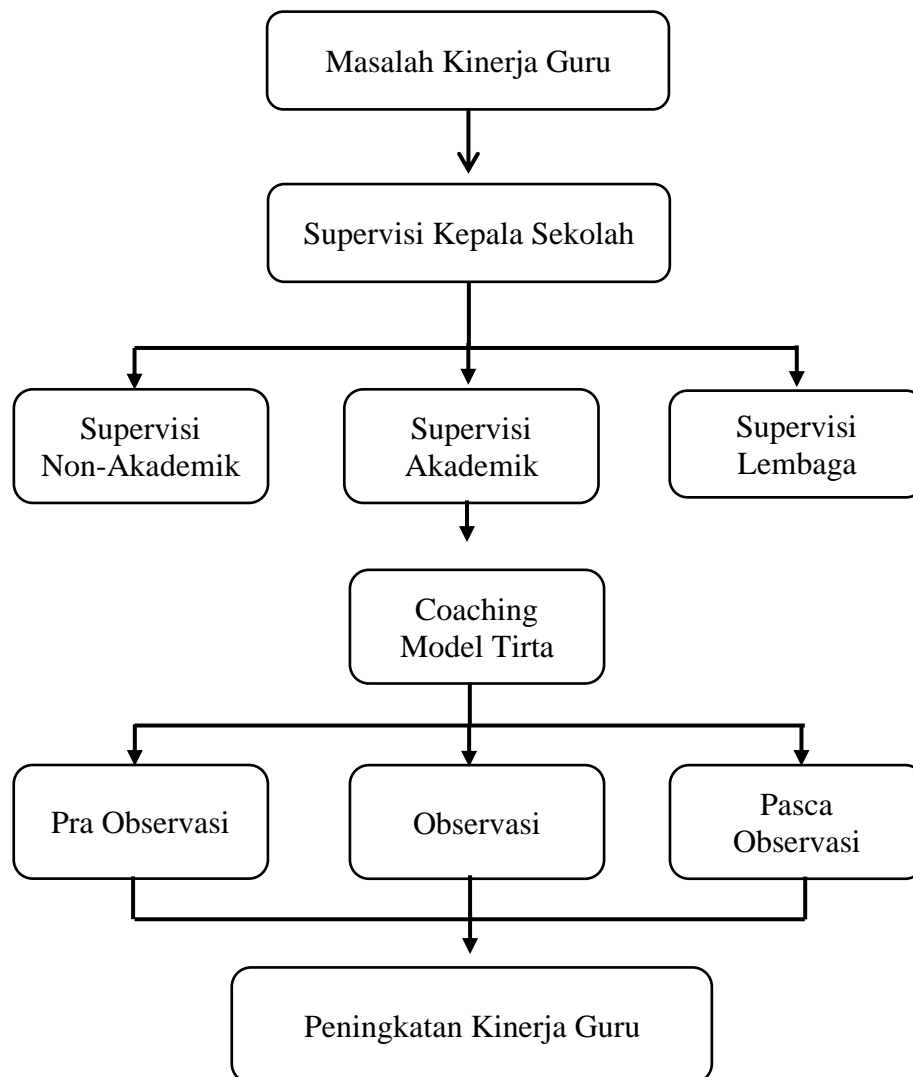 Masalah Kinerja Guru
Supervisi Kepala Sekolah
Supervisi
Non-Akademik
Supervisi
Akademik
Supervisi
Lembaga
Coaching
Model Tirta
Pra Observasi
Observasi
Pasca
Observasi
Peningkatan Kinerja Guru